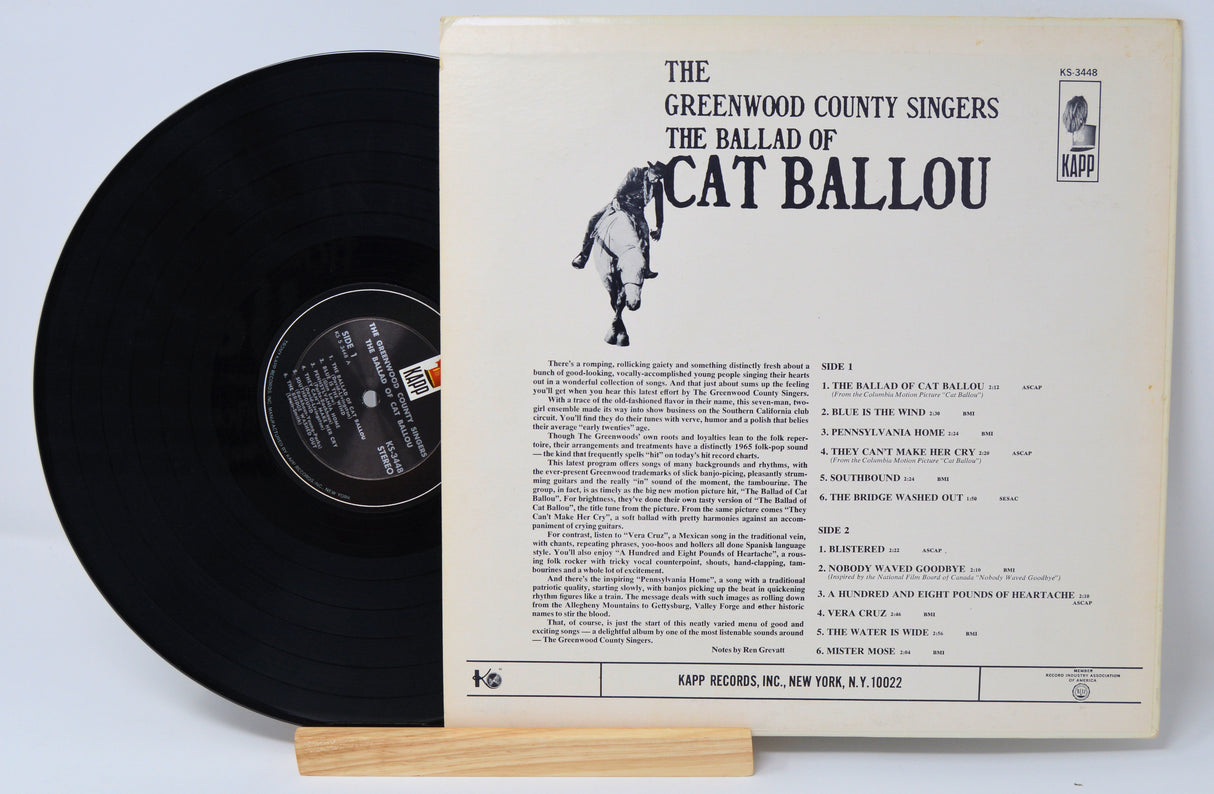 THE
GREENWOOD COUNTY SINGERS
THE BALLAD OF
CAT BALLOU
KS-3448
KAPP
There's a romping, rollicking gaiety and something distinctly fresh about a
bunch of good-looking, vocally-accomplished young people singing their hearts
out in a wonderful collection of songs. And that just about sums up the feeling
you'll get when you hear this latest effort by The Greenwood County Singers.
With a trace of the old-fashioned flavor in their name, this seven-man, two-
girl ensemble made its way into show business on the Southern California club
circuit. You'll find they do their tunes with verve, humor and a polish that belies
their average "early twenties" age.
Though The Greenwoods' own roots and loyalties lean to the folk reper-
toire, their arrangements and treatments have a distinctly 1965 folk-pop sound
— the kind that frequently spells "hit" on today's hit record charts.
This latest program offers songs of many backgrounds and rhythms, with
the ever-present Greenwood trademarks of slick banjo-picing, pleasantly strum-
ming guitars and the really "in" sound of the moment, the tambourine. The
group, in fact, is as timely as the big new motion picture hit, "The Ballad of Cat
Ballou". For brightness, they've done their own tasty version of "The Ballad of
Cat Ballou", the title tune from the picture. From the same picture comes "They
Can't Make Her Cry", a soft ballad with pretty harmonies against an accom-
paniment of crying guitars.
For contrast, listen to "Vera Cruz", a Mexican song in the traditional vein,
with chants, repeating phrases, yoo-hoos and hollers all done Spanish language
style. You'll also enjoy "A Hundred and Eight Pounds of Heartache", a rous-
ing folk rocker with tricky vocal counterpoint, shouts, hand-clapping, tam-
bourines and a whole lot of excitement.
And there's the inspiring "Pennsylvania Home", a song with a traditional
patriotic quality, starting slowly, with banjos picking up the beat in quickening
rhythm figures like a train. The message deals with such images as rolling down
from the Allegheny Mountains to Gettysburg, Valley Forge and other historic
names to stir the blood.
That, of course, is just the start of this neatly varied menu of good and
exciting songs — a delightful album by one of the most listenable sounds around
— The Greenwood County Singers.
Notes by Ren Grevatt
SIDE 1
1. THE BALLAD OF CAT BALLOU 2:12 ASCAP
(From the Columbia Motion Picture "Cat Ballou")
2. BLUE IS THE WIND 2:30 BMI
3. PENNSYLVANIA HOME 2:24 BMI
4. THEY CAN'T MAKE HER CRY 2:20 ASCAP
(From the Columbia Motion Picture "Cat Ballou")
5. SOUTHBOUND 2:24 BMI
6. THE BRIDGE WASHED OUT 1:50 SESAC
SIDE 2
1. BLISTERED 2:22 ASCAP
2. NOBODY WAVED GOODBYE 2:10 BMI
(Inspired by the National Film Board of Canada "Nobody Waved Goodbye")
3. A HUNDRED AND EIGHT POUNDS OF HEARTACHE 2:10
ASCAP
4. VERA CRUZ 2:46 BMI
5. THE WATER IS WIDE 2:56 BMI
6. MISTER MOSE 2:04 BMI
KAPP RECORDS, INC., NEW YORK, N.Y. 10022
MEMBER
RECORD INDUSTRY ASSOCIATION
OF AMERICA
KAPP
THE GREENWOOD COUNTY SINGERS
THE BALLAD OF CAT BALLOU
SIDE 1
KS-3448
STEREO